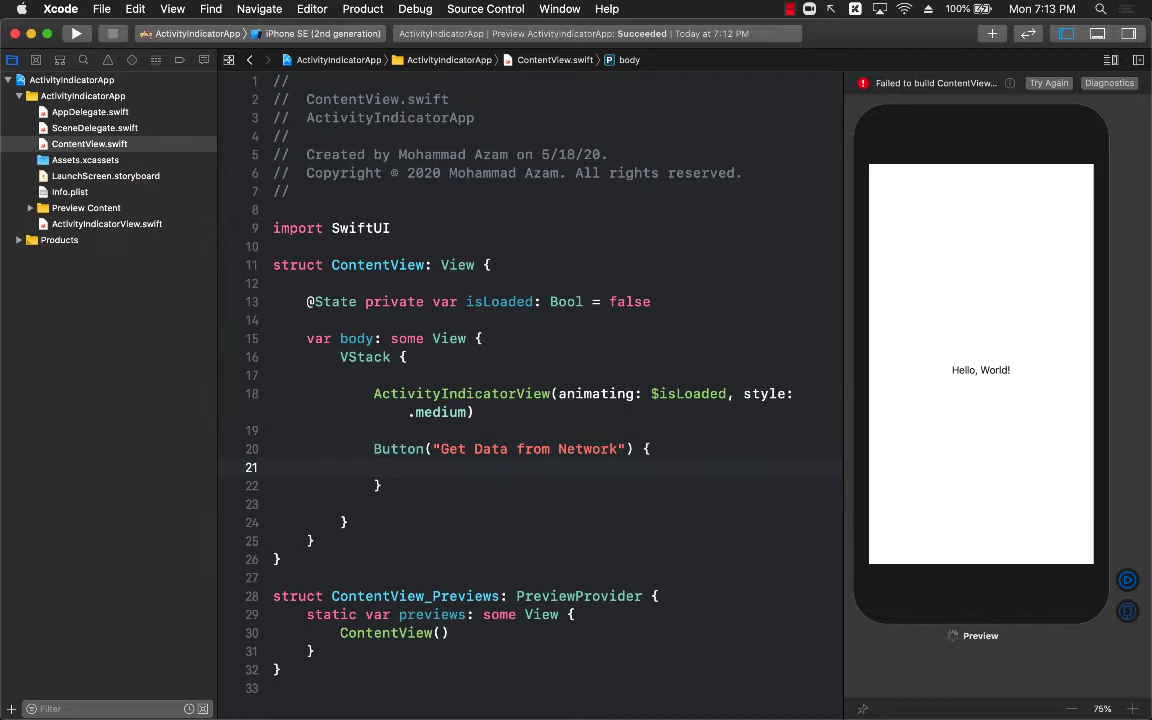 Xcode File Edit View Find Navigate Editor Product Debug Source Control Window Help 100% Mon 7:13 PM
ActivityIndicatorApp iPhone SE (2nd generation) ActivityIndicatorApp | Preview ActivityIndicatorApp: Succeeded | Today at 7:12 PM
ActivityIndicatorApp ActivityIndicatorApp ContentView.swift P body
ActivityIndicatorApp
ActivityIndicatorApp
AppDelegate.swift
SceneDelegate.swift
ContentView.swift
Assets.xcassets
LaunchScreen.storyboard
Info.plist
Preview Content
ActivityIndicatorView.swift
Products
Filter
1 //
2 // ContentView.swift
3 // ActivityIndicatorApp
4 //
5 // Created by Mohammad Azam on 5/18/20.
6 // Copyright © 2020 Mohammad Azam. All rights reserved.
7 //
8
9 import SwiftUI
10
11 struct ContentView: View {
12
13 @State private var isLoaded: Bool = false
14
15 var body: some View {
16 VStack {
17
18 ActivityIndicatorView(animating: $isLoaded, style:
.medium)
19
20 Button("Get Data from Network") {
21
22 }
23
24 }
25 }
26 }
27
28 struct ContentView_Previews: PreviewProvider {
29 static var previews: some View {
30 ContentView()
31 }
32 }
33
Failed to build ContentView... Try Again Diagnostics
Hello, World!
Preview
75%